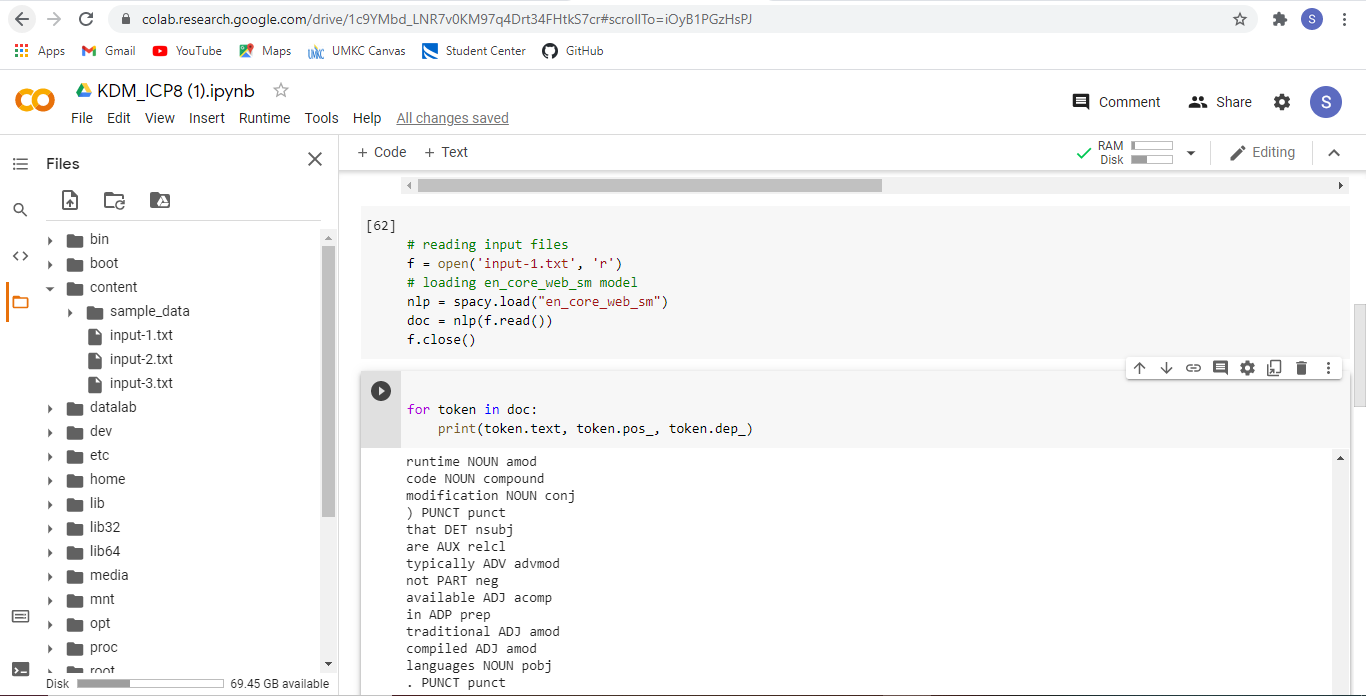 colab.research.google.com/drive/1c9YMbd_LNR7v0KM97q4Drt34FHtkS7cr#scrollTo=iOyB1PGzHsPJ
S
Apps Gmail YouTube Maps UMKC Canvas Student Center GitHub
KDM_ICP8 (1).ipynb
Comment Share S
File Edit View Insert Runtime Tools Help All changes saved
Files
+ Code + Text
RAM
Disk
Editing
bin
boot
content
sample_data
input-1.txt
input-2.txt
input-3.txt
datalab
dev
etc
home
lib
lib32
lib64
media
mnt
opt
proc
root
Disk 69.45 GB available
[62]
# reading input files
f = open('input-1.txt', 'r')
# loading en_core_web_sm model
nlp = spacy.load("en_core_web_sm")
doc = nlp(f.read())
f.close()
for token in doc:
    print(token.text, token.pos_, token.dep_)
runtime NOUN amod
code NOUN compound
modification NOUN conj
) PUNCT punct
that DET nsubj
are AUX relcl
typically ADV advmod
not PART neg
available ADJ acomp
in ADP prep
traditional ADJ amod
compiled ADJ amod
languages NOUN pobj
. PUNCT punct